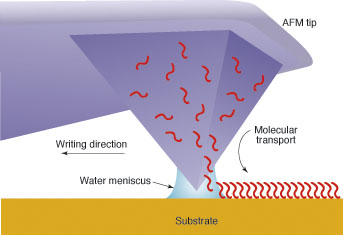 AFM tip
Molecular
transport
Writing direction
Water meniscus
Substrate